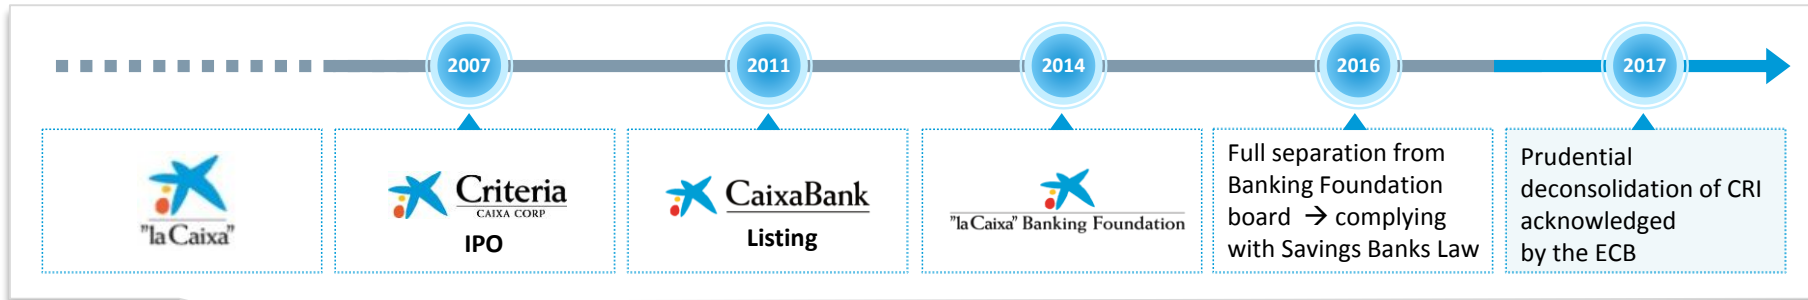 2007
2011
2014
2016
2017
"la Caixa"
Criteria
CAIXA CORP
IPO
CaixaBank
Listing
"la Caixa" Banking Foundation
Full separation from
Banking Foundation
board → complying
with Savings Banks Law
Prudential
deconsolidation of CRI
acknowledged
by the ECB